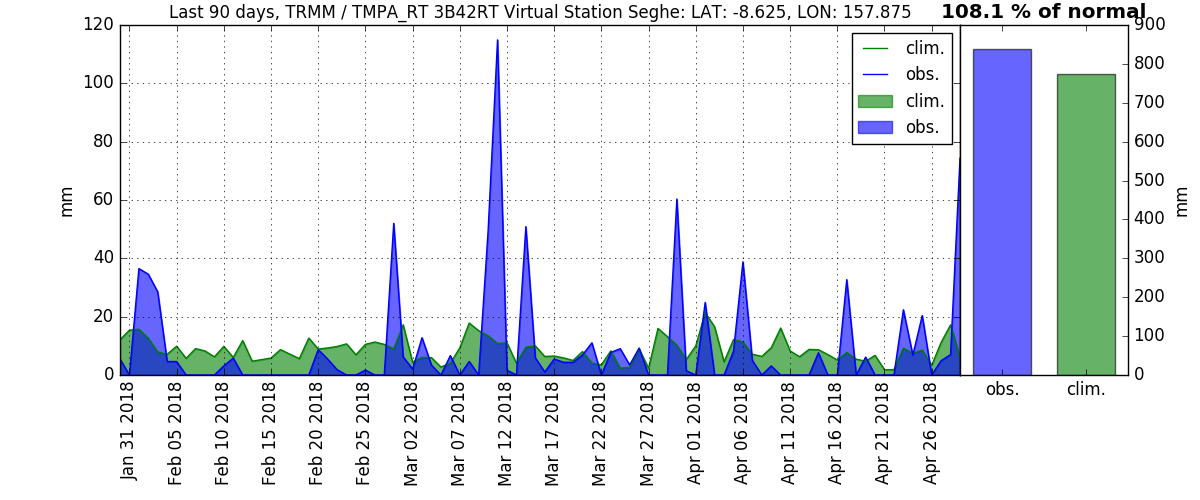 Last 90 days, TRMM / TMPA_RT 3B42RT Virtual Station Seghe: LAT: -8.625, LON: 157.875
108.1 % of normal
120
100
80
60
40
20
0
mm
clim.
obs.
clim.
obs.
900
800
700
600
500
400
300
200
100
0
mm
Jan 31 2018
Feb 05 2018
Feb 10 2018
Feb 15 2018
Feb 20 2018
Feb 25 2018
Mar 02 2018
Mar 07 2018
Mar 12 2018
Mar 17 2018
Mar 22 2018
Mar 27 2018
Apr 01 2018
Apr 06 2018
Apr 11 2018
Apr 16 2018
Apr 21 2018
Apr 26 2018
obs.
clim.